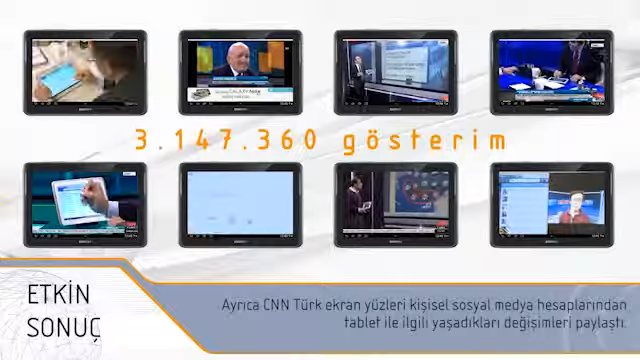 3.147.360 gösterim
ETKİN
SONUÇ
Ayrıca CNN Türk ekran yüzleri kişisel sosyal medya hesaplarından
tablet ile ilgili yaşadıkları değişimleri paylaştı.